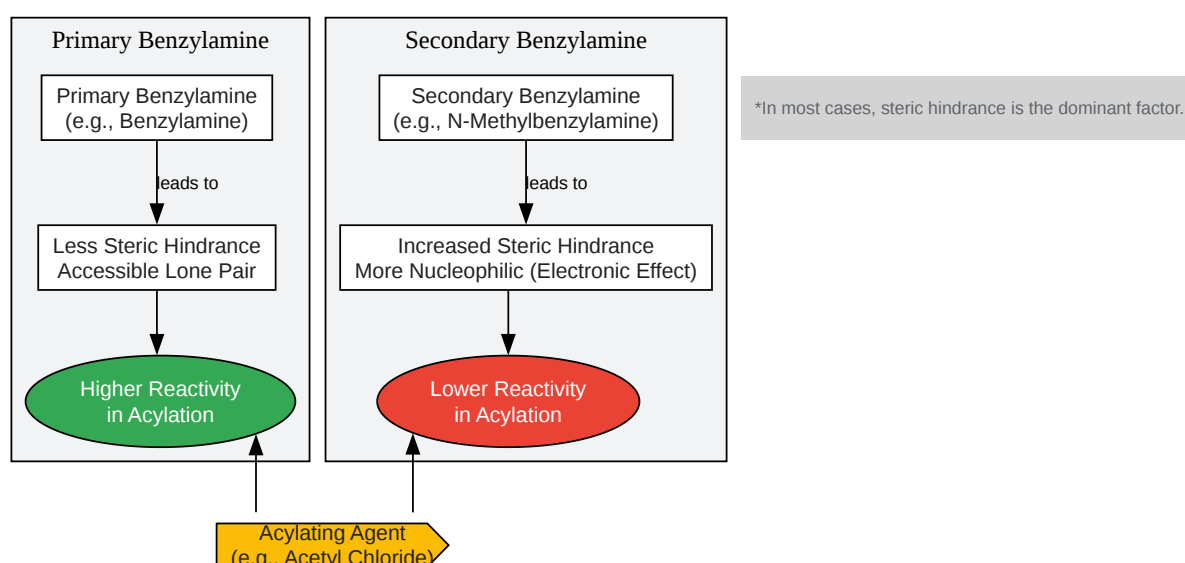 Primary Benzylamine
Primary Benzylamine
(e.g., Benzylamine)
leads to
Less Steric Hindrance
Accessible Lone Pair
Higher Reactivity
in Acylation
Secondary Benzylamine
Secondary Benzylamine
(e.g., N-Methylbenzylamine)
leads to
Increased Steric Hindrance
More Nucleophilic (Electronic Effect)
Lower Reactivity
in Acylation
*In most cases, steric hindrance is the dominant factor.
Acylating Agent
(e.g., Acetyl Chloride)